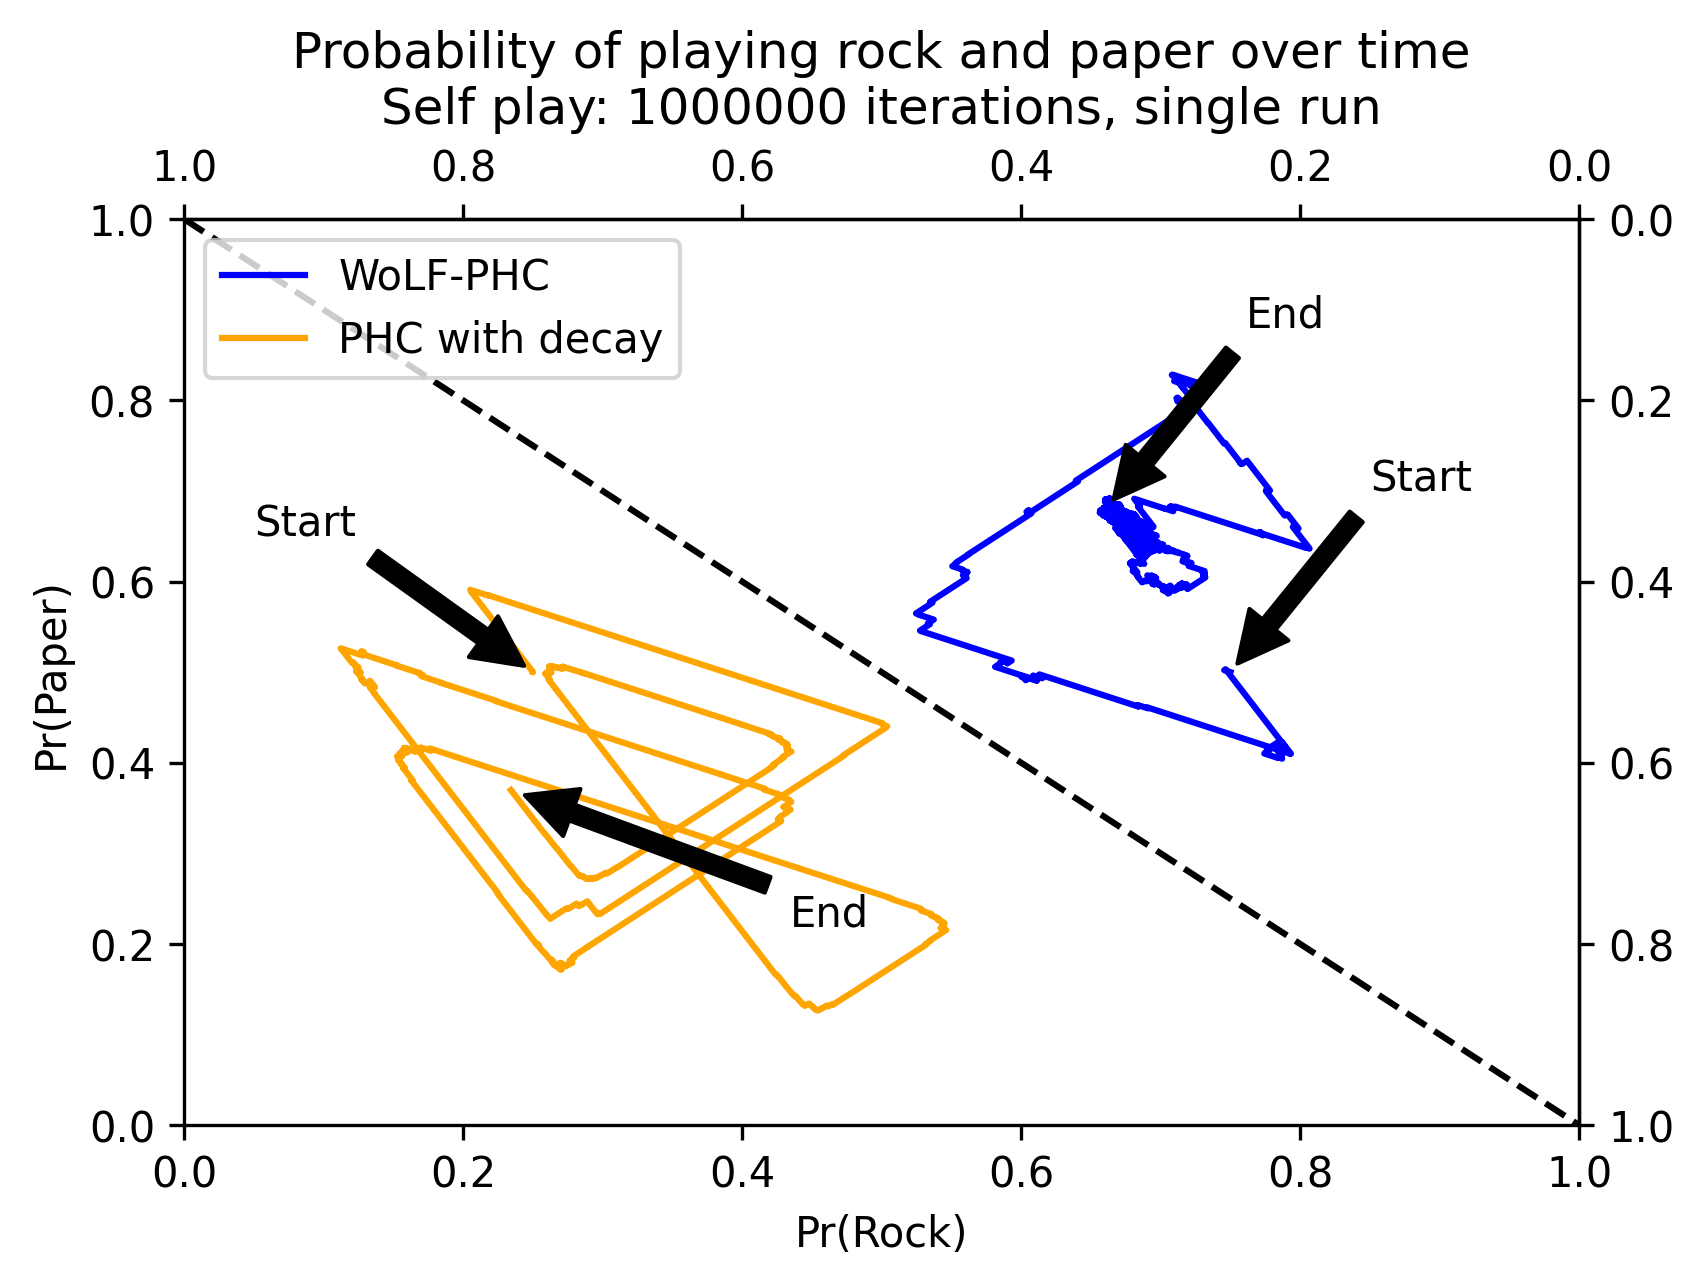 Probability of playing rock and paper over time
Self play: 1000000 iterations, single run
1.0 0.8 0.6 0.4 0.2 0.0
1.0
0.8
0.6
0.4
0.2
0.0
WoLF-PHC
PHC with decay
End
Start
Start
End
0.0
0.2
0.4
0.6
0.8
1.0
Pr(Paper)
0.0 0.2 0.4 0.6 0.8 1.0
Pr(Rock)